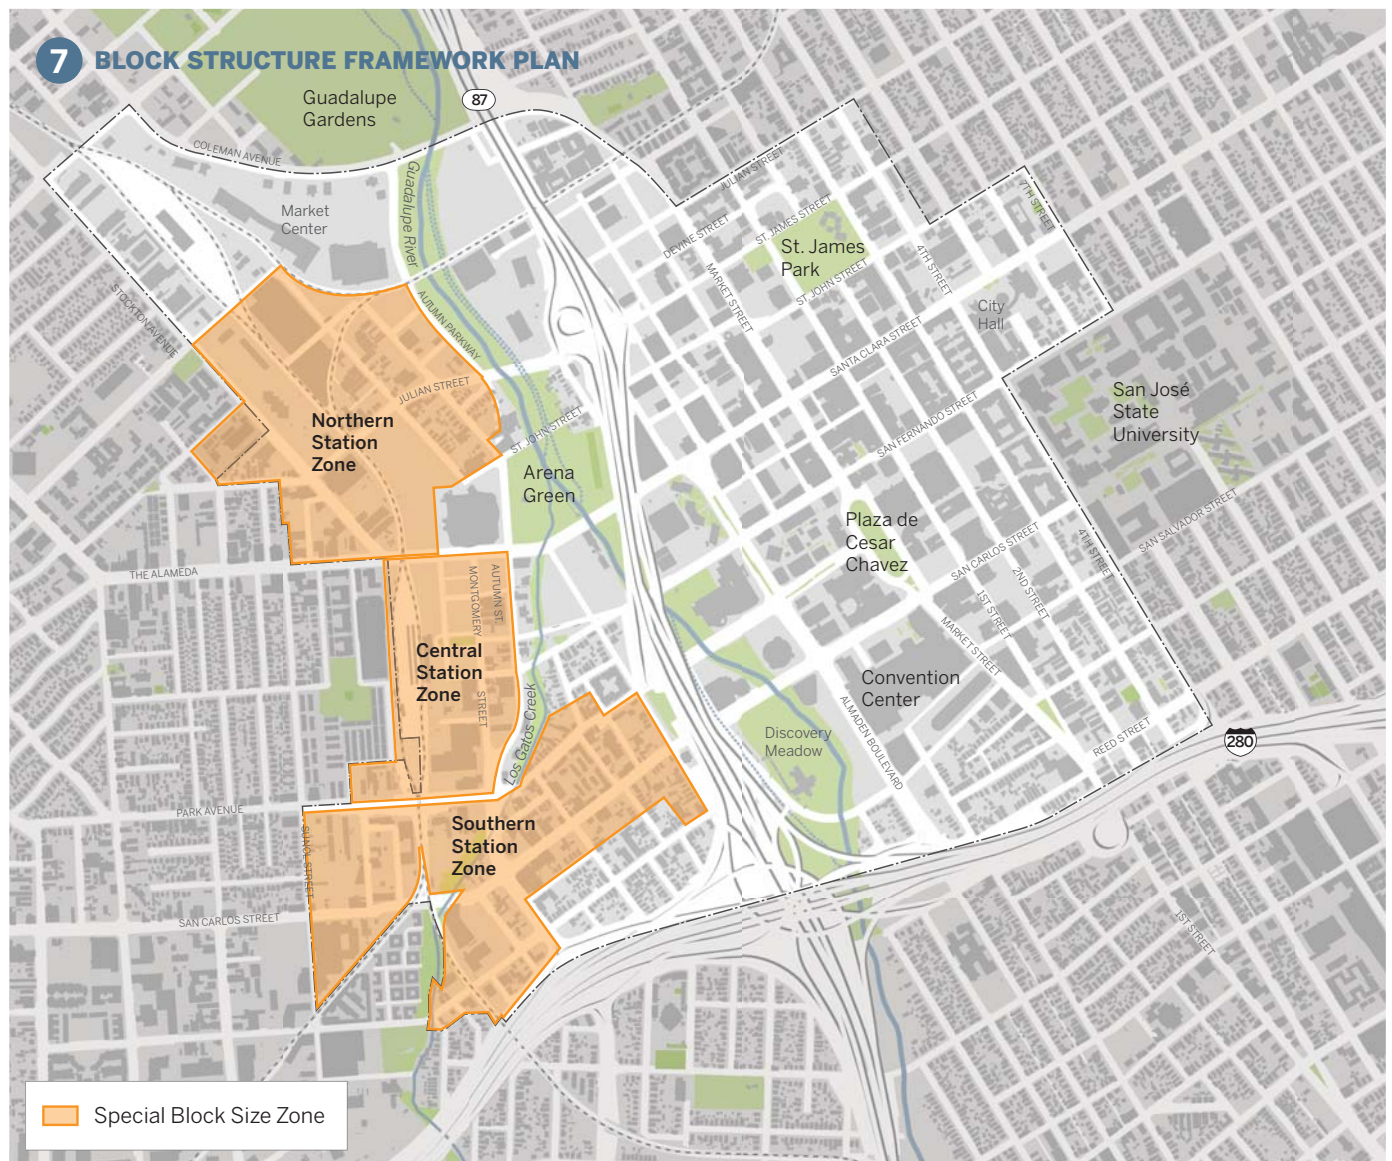 7 BLOCK STRUCTURE FRAMEWORK PLAN
Guadalupe
Gardens
87
COLEMAN AVENUE
Guadalupe River
Market
Center
JULIAN STREET
7TH STREET
DEVINE STREET
ST. JAMES STREET
St. James
Park
ST. JOHN STREET
4TH STREET
MARKET STREET
City
Hall
STOCKTON AVENUE
AUTUMN PARKWAY
SANTA CLARA STREET
JULIAN STREET
San José
State
University
SAN FERNANDO STREET
Northern
Station
Zone
ST. JOHN STREET
Arena
Green
SAN SALVADOR STREET
Plaza de
Cesar
Chavez
SAN CARLOS STREET
4TH STREET
THE ALAMEDA
MONTGOMERY
STREET
AUTUMN ST.
2ND STREET
1ST STREET
MARKET STREET
Central
Station
Zone
Convention
Center
Los Gatos Creek
ALMADEN BOULEVARD
Discovery
Meadow
REED STREET
280
PARK AVENUE
SUNOL STREET
Southern
Station
Zone
SAN CARLOS STREET
1ST STREET
Special Block Size Zone